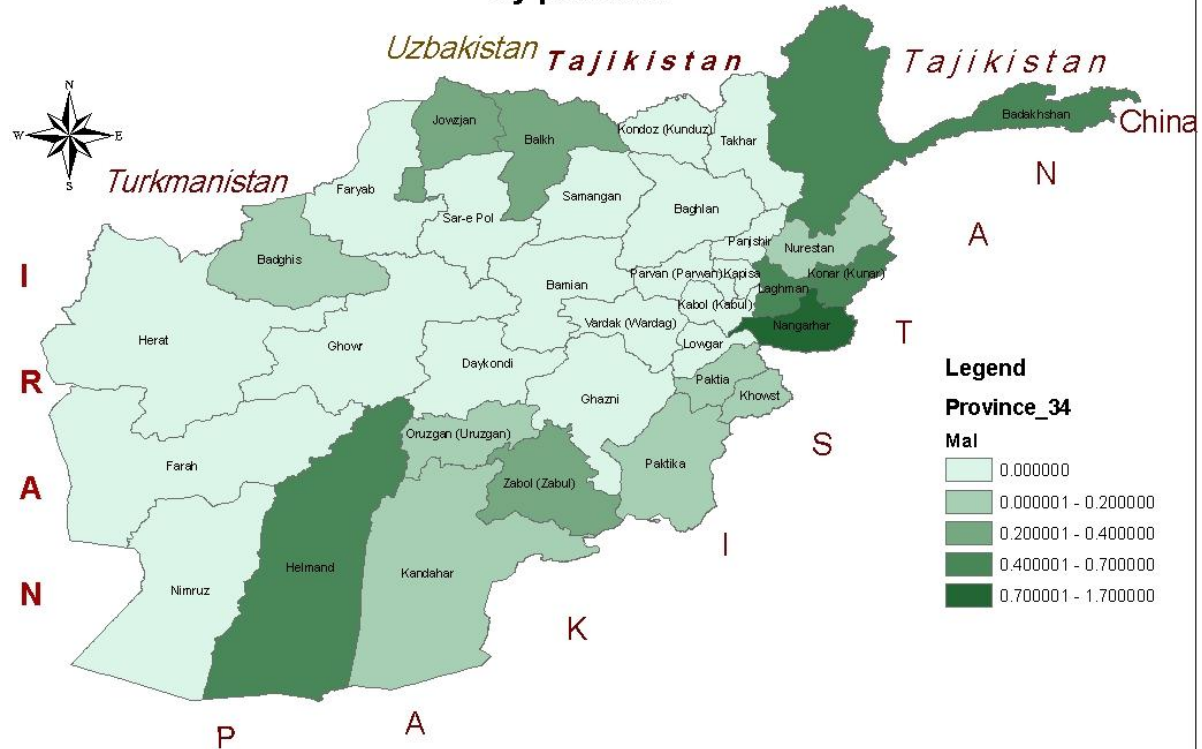 Uzbakistan
Tajikistan
Tajikistan
China
Turkmanistan
N
W
E
S
Jowzjan
Balkh
Kondoz (Kunduz)
Takhar
Badakhshan
Faryab
Sar-e Pol
Samangan
Baghlan
Badghis
Panjshir
Nurestan
Bamian
Parvan (Parwan)
Kapisa
Konar (Kunar)
Laghman
Kabol (Kabul)
Herat
Ghowr
Vardak (Wardag)
Nangarhar
Lowgar
Daykondi
Ghazni
Paktia
Khowst
Oruzgan (Uruzgan)
Farah
Zabol (Zabul)
Paktika
Nimruz
Helmand
Kandahar
I
R
A
N
P
A
K
I
S
T
A
N
Legend
Province_34
Mal
0.000000
0.000001 - 0.200000
0.200001 - 0.400000
0.400001 - 0.700000
0.700001 - 1.700000